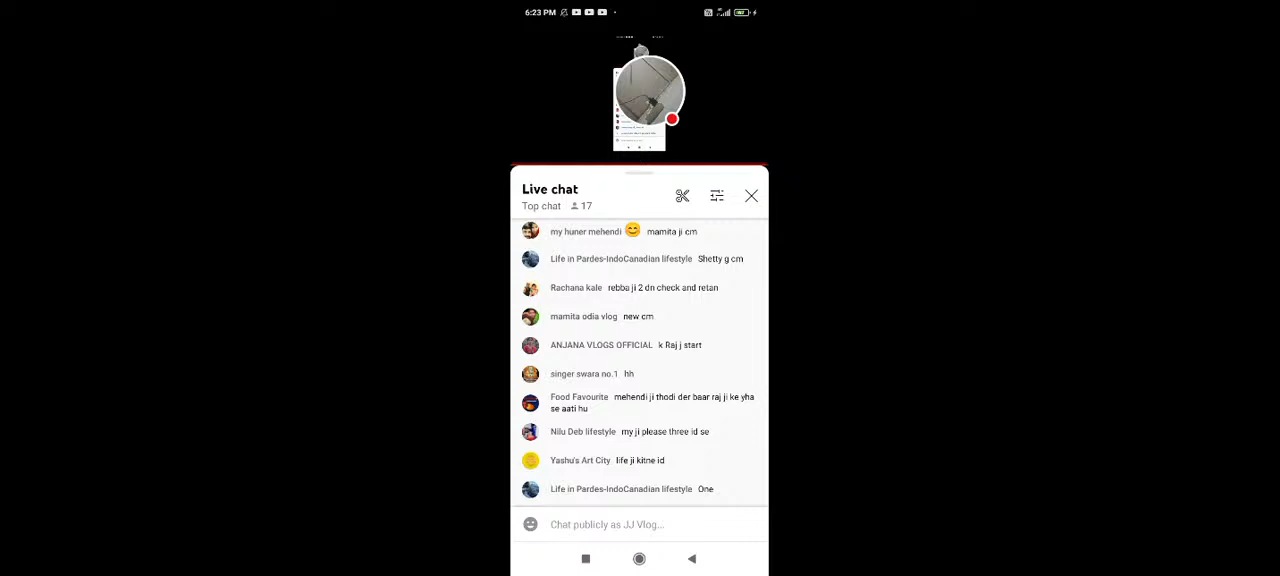 6:23 PM
Live chat
Top chat 17
my huner mehendi 😊 mamita ji cm
Life in Pardes-IndoCanadian lifestyle Shetty g cm
Rachana kale rebba ji 2 dn check and retan
mamita odia vlog new cm
ANJANA VLOGS OFFICIAL k Raj j start
singer swara no.1 hh
Food Favourite mehendi ji thodi der baar raj ji ke yha
se aati hu
Nilu Deb lifestyle my ji please three id se
Yashu's Art City life ji kitne id
Life in Pardes-IndoCanadian lifestyle One
Chat publicly as JJ Vlog...